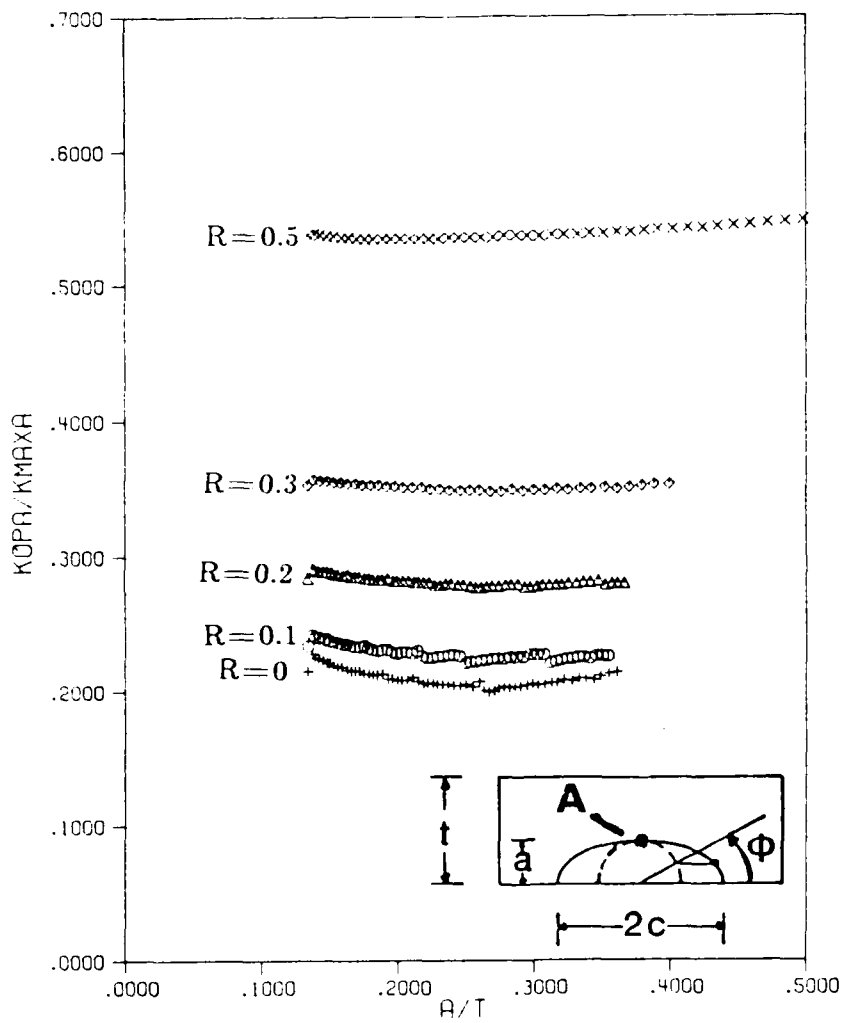 .7000
.6000
.5000
.4000
.3000
.2000
.1000
.0000
KOPA/KMAXA
R=0.5
R=0.3
R=0.2
R=0.1
R=0
A
t
a
Φ
2c
.0000 .1000 .2000 .3000 .4000 .5000
A/T